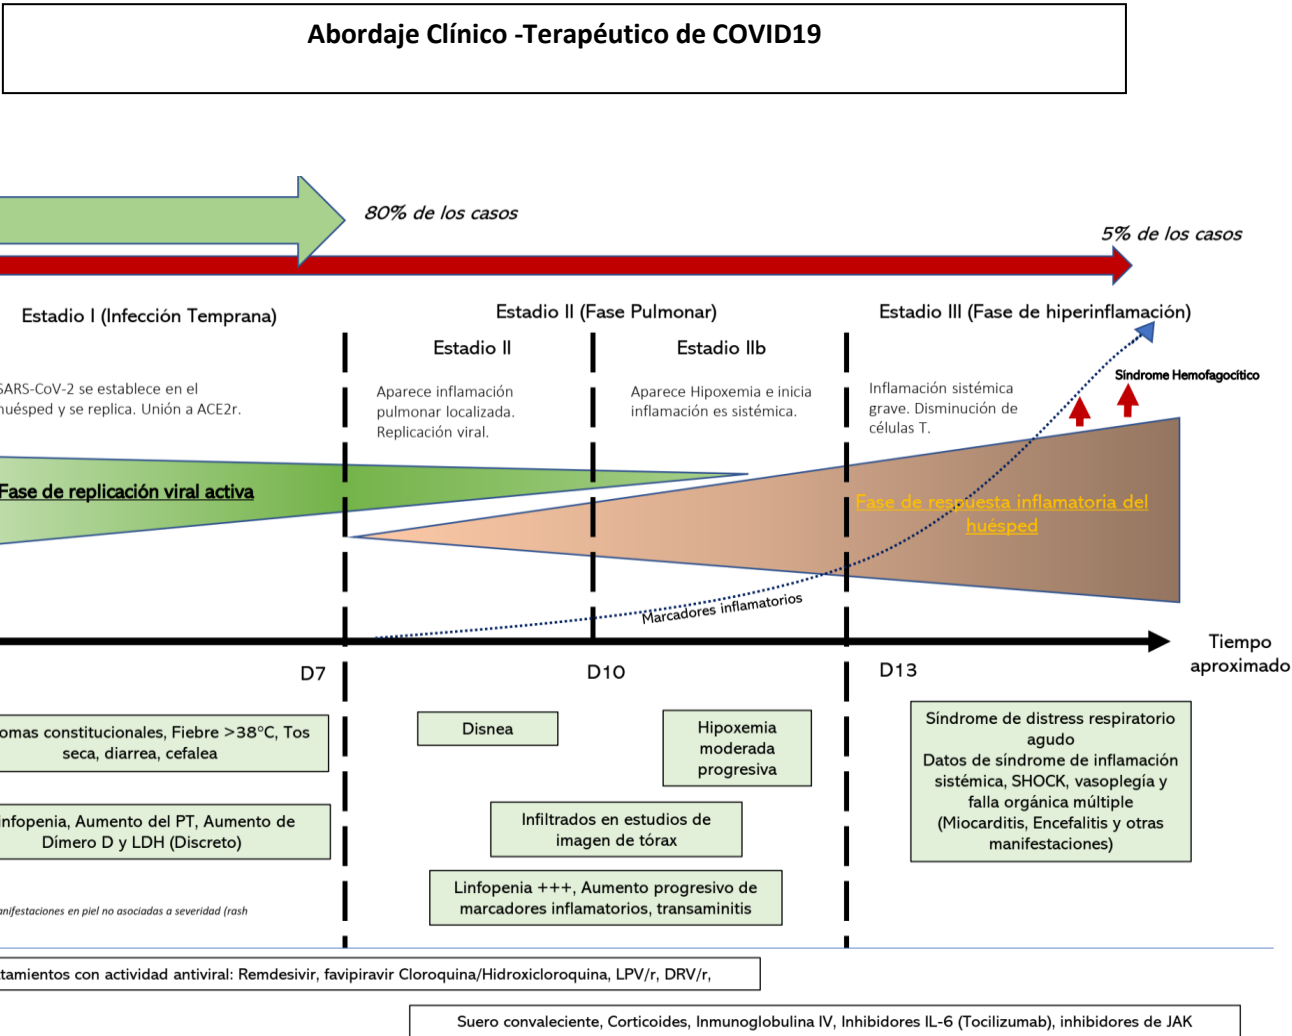 Abordaje Clínico -Terapéutico de COVID19
80% de los casos
5% de los casos
Estadio I (Infección Temprana)
Estadio II (Fase Pulmonar)
Estadio III (Fase de hiperinflamación)
Estadio II
Estadio IIb
SARS-CoV-2 se establece en el
huésped y se replica. Unión a ACE2r.
Aparece inflamación
pulmonar localizada.
Replicación viral.
Aparece Hipoxemia e inicia
inflamación es sistémica.
Inflamación sistémica
grave. Disminución de
células T.
Síndrome Hemofagocítico
Fase de replicación viral activa
Fase de respuesta inflamatoria del
huésped
Marcadores inflamatorios
Tiempo
aproximado
D7
D10
D13
omas constitucionales, Fiebre >38°C, Tos
seca, diarrea, cefalea
Disnea
Hipoxemia
moderada
progresiva
Síndrome de distress respiratorio
agudo
Datos de síndrome de inflamación
sistémica, SHOCK, vasoplegía y
falla orgánica múltiple
(Miocarditis, Encefalitis y otras
manifestaciones)
infopenia, Aumento del PT, Aumento de
Dímero D y LDH (Discreto)
Infiltrados en estudios de
imagen de tórax
Linfopenia +++, Aumento progresivo de
marcadores inflamatorios, transaminitis
anifestaciones en piel no asociadas a severidad (rash
tamientos con actividad antiviral: Remdesivir, favipiravir Cloroquina/Hidroxicloroquina, LPV/r, DRV/r,
Suero convaleciente, Corticoides, Inmunoglobulina IV, Inhibidores IL-6 (Tocilizumab), inhibidores de JAK